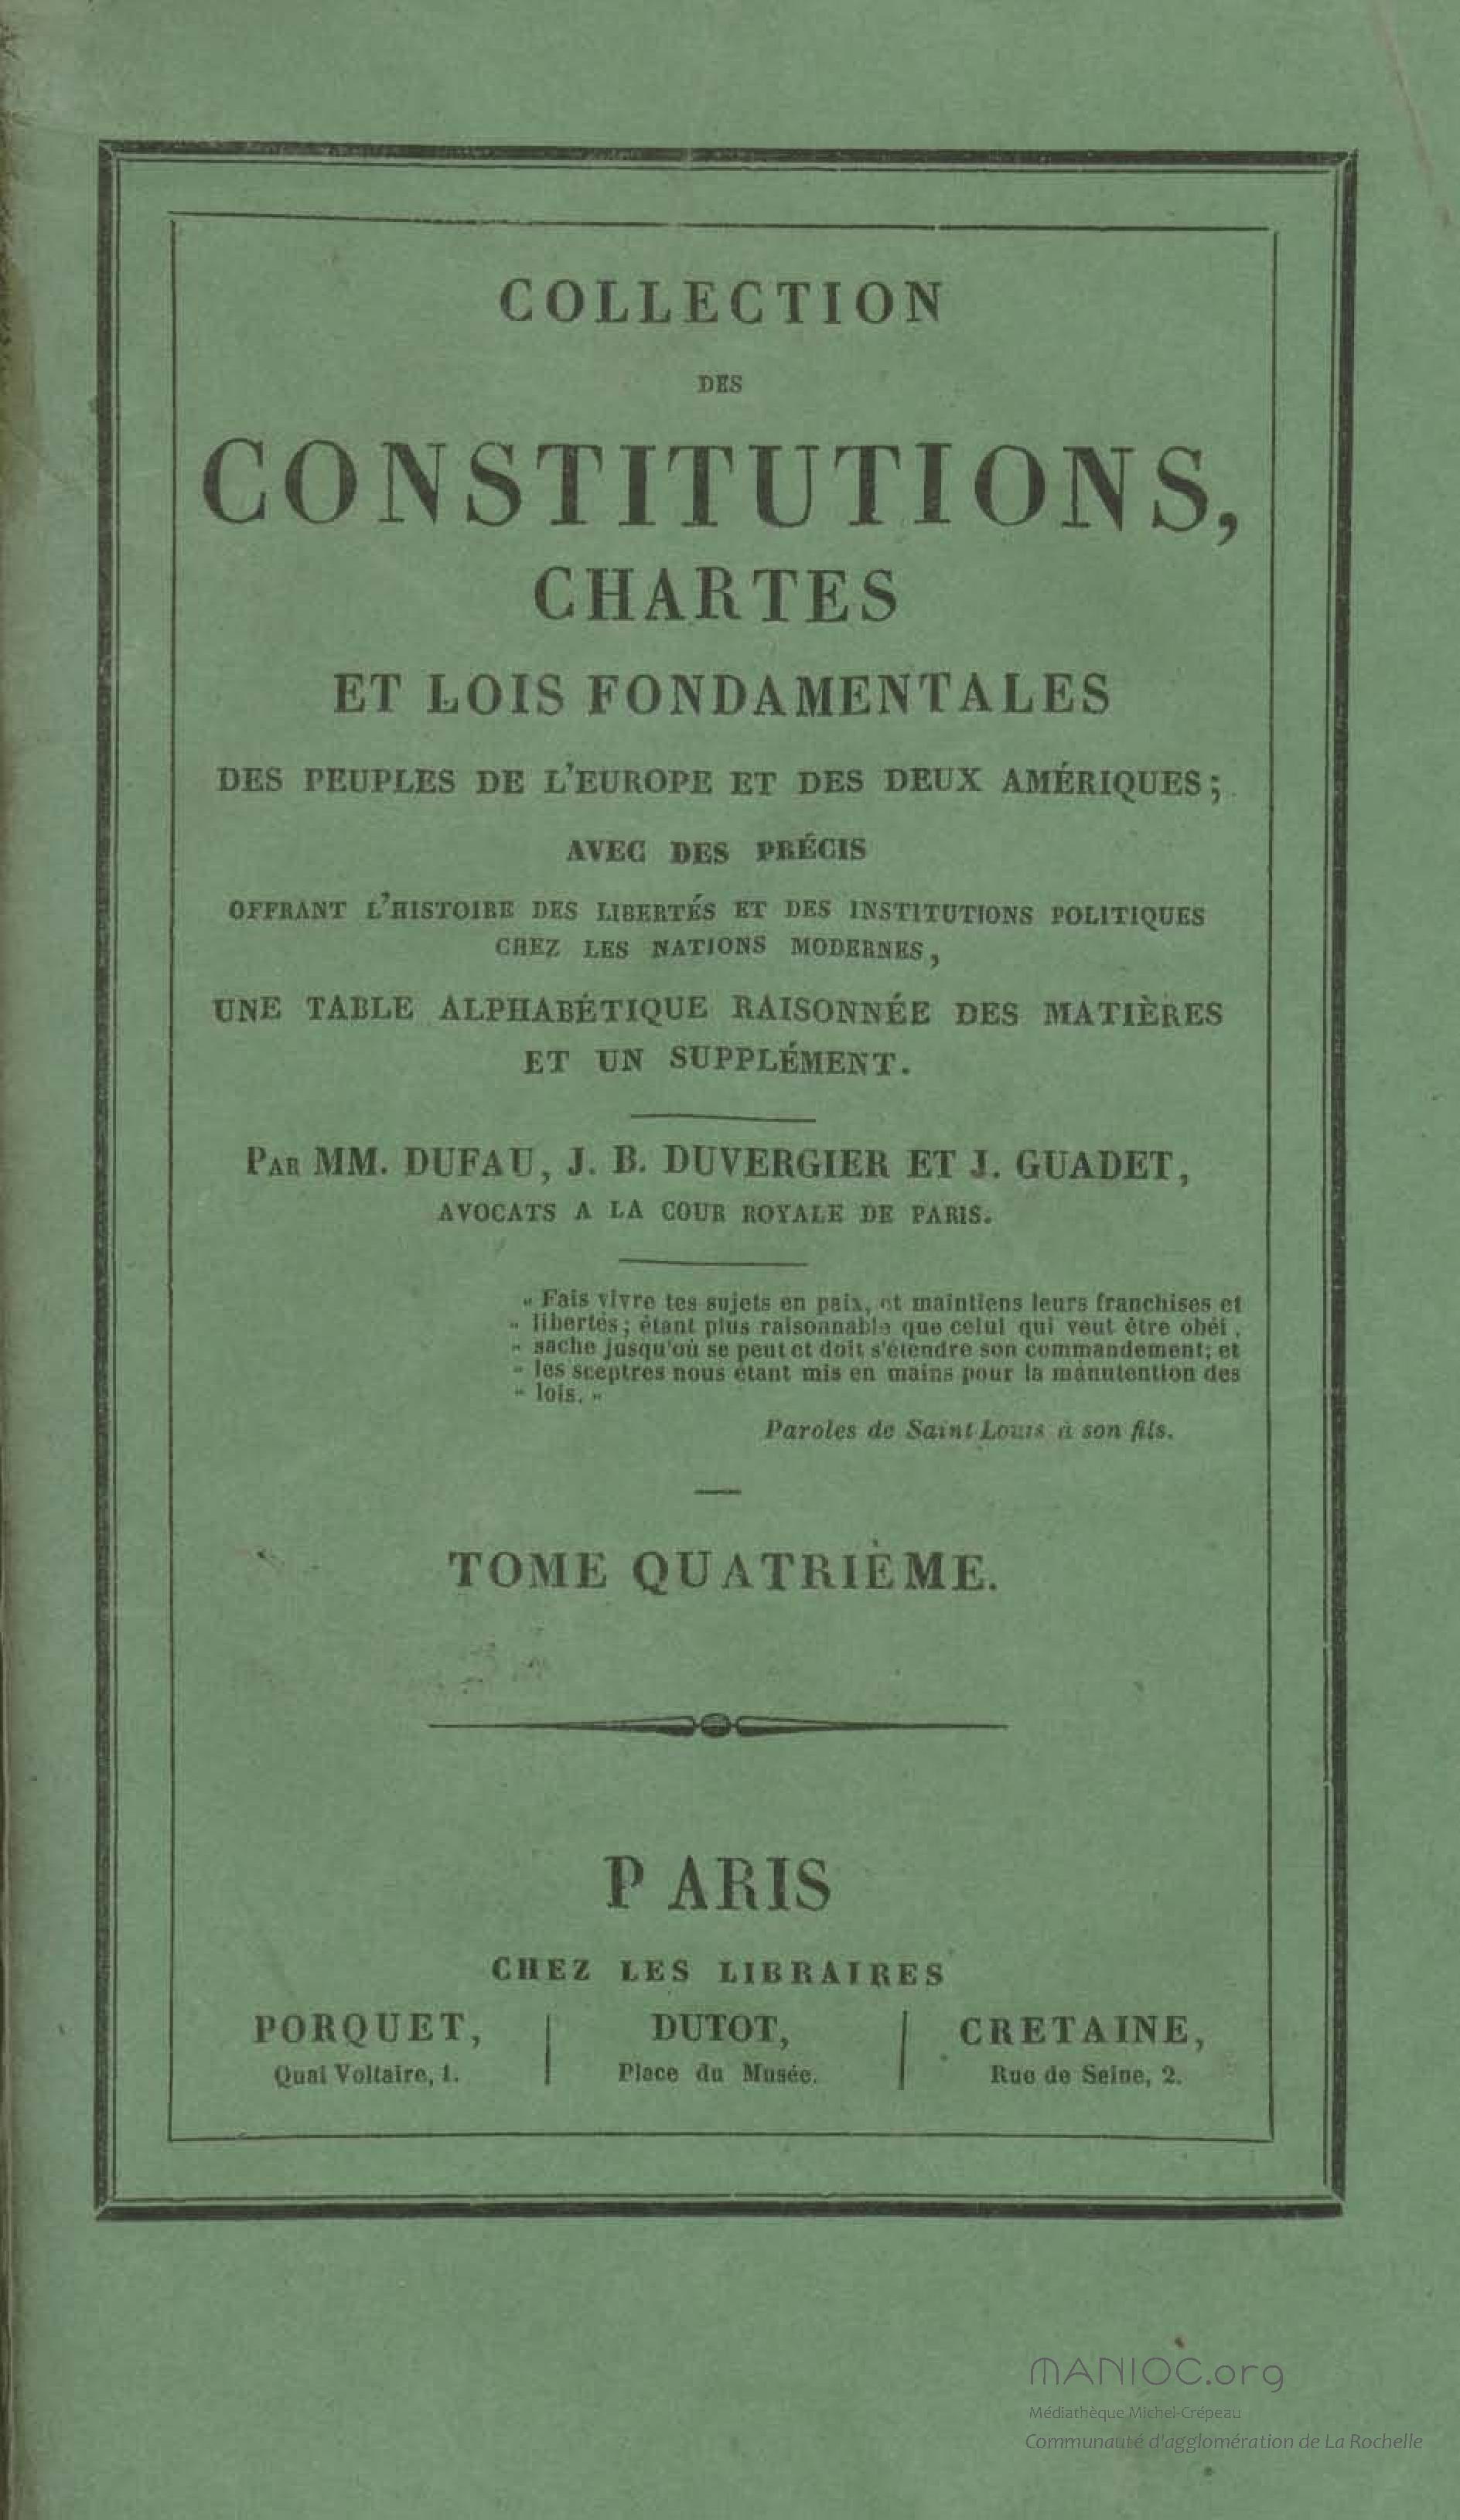 COLLECTION
DES
CONSTITUTIONS,
CHARTES
ET LOIS FONDAMENTALES
DES PEUPLES DE L'EUROPE ET DES DEUX AMÉRIQUES;
AVEC DES PRÉCIS
OFFRANT L'HISTOIRE DES LIBERTÉS ET DES INSTITUTIONS POLITIQUES
CHEZ LES NATIONS MODERNES,
UNE TABLE ALPHABÉTIQUE RAISONNÉE DES MATIÈRES
ET UN SUPPLÉMENT.
PAR MM. DUFAU, J. B. DUVERGIER ET J. GUADET,
AVOCATS A LA COUR ROYALE DE PARIS.
« Fais vivre tes sujets en paix, et maintiens leurs franchises et
« libertés; étant plus raisonnable que celui qui veut être obéi,
« sache jusqu'où se peut et doit s'étendre son commandement; et
« les sceptres nous étant mis en mains pour la manutention des
« lois. »
Paroles de Saint Louis à son fils.
TOME QUATRIÈME.
PARIS
CHEZ LES LIBRAIRES
PORQUET, DUTOT, CRETAINE,
Quai Voltaire, 1. Place du Musée. Rue de Seine, 2.
MANIOC.org
Médiathèque Michel-Crépeau
Communauté d'agglomération de La Rochelle